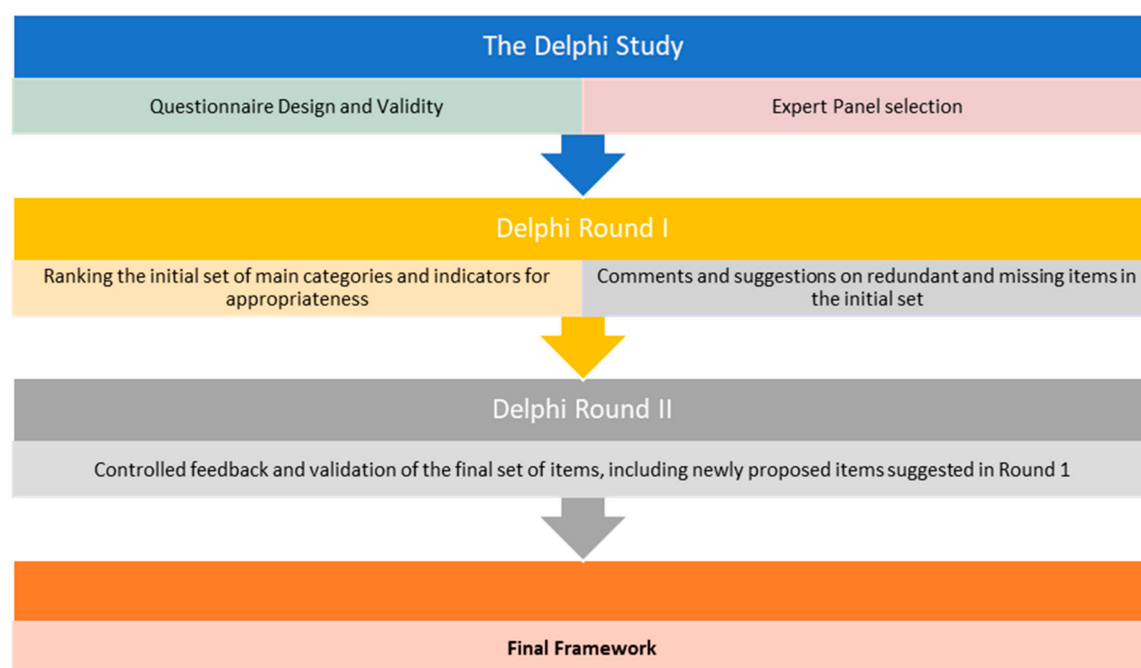 The Delphi Study
Questionnaire Design and Validity
Expert Panel selection
Delphi Round I
Ranking the initial set of main categories and indicators for
appropriateness
Comments and suggestions on redundant and missing items in
the initial set
Delphi Round II
Controlled feedback and validation of the final set of items, including newly proposed items suggested in Round 1
Final Framework